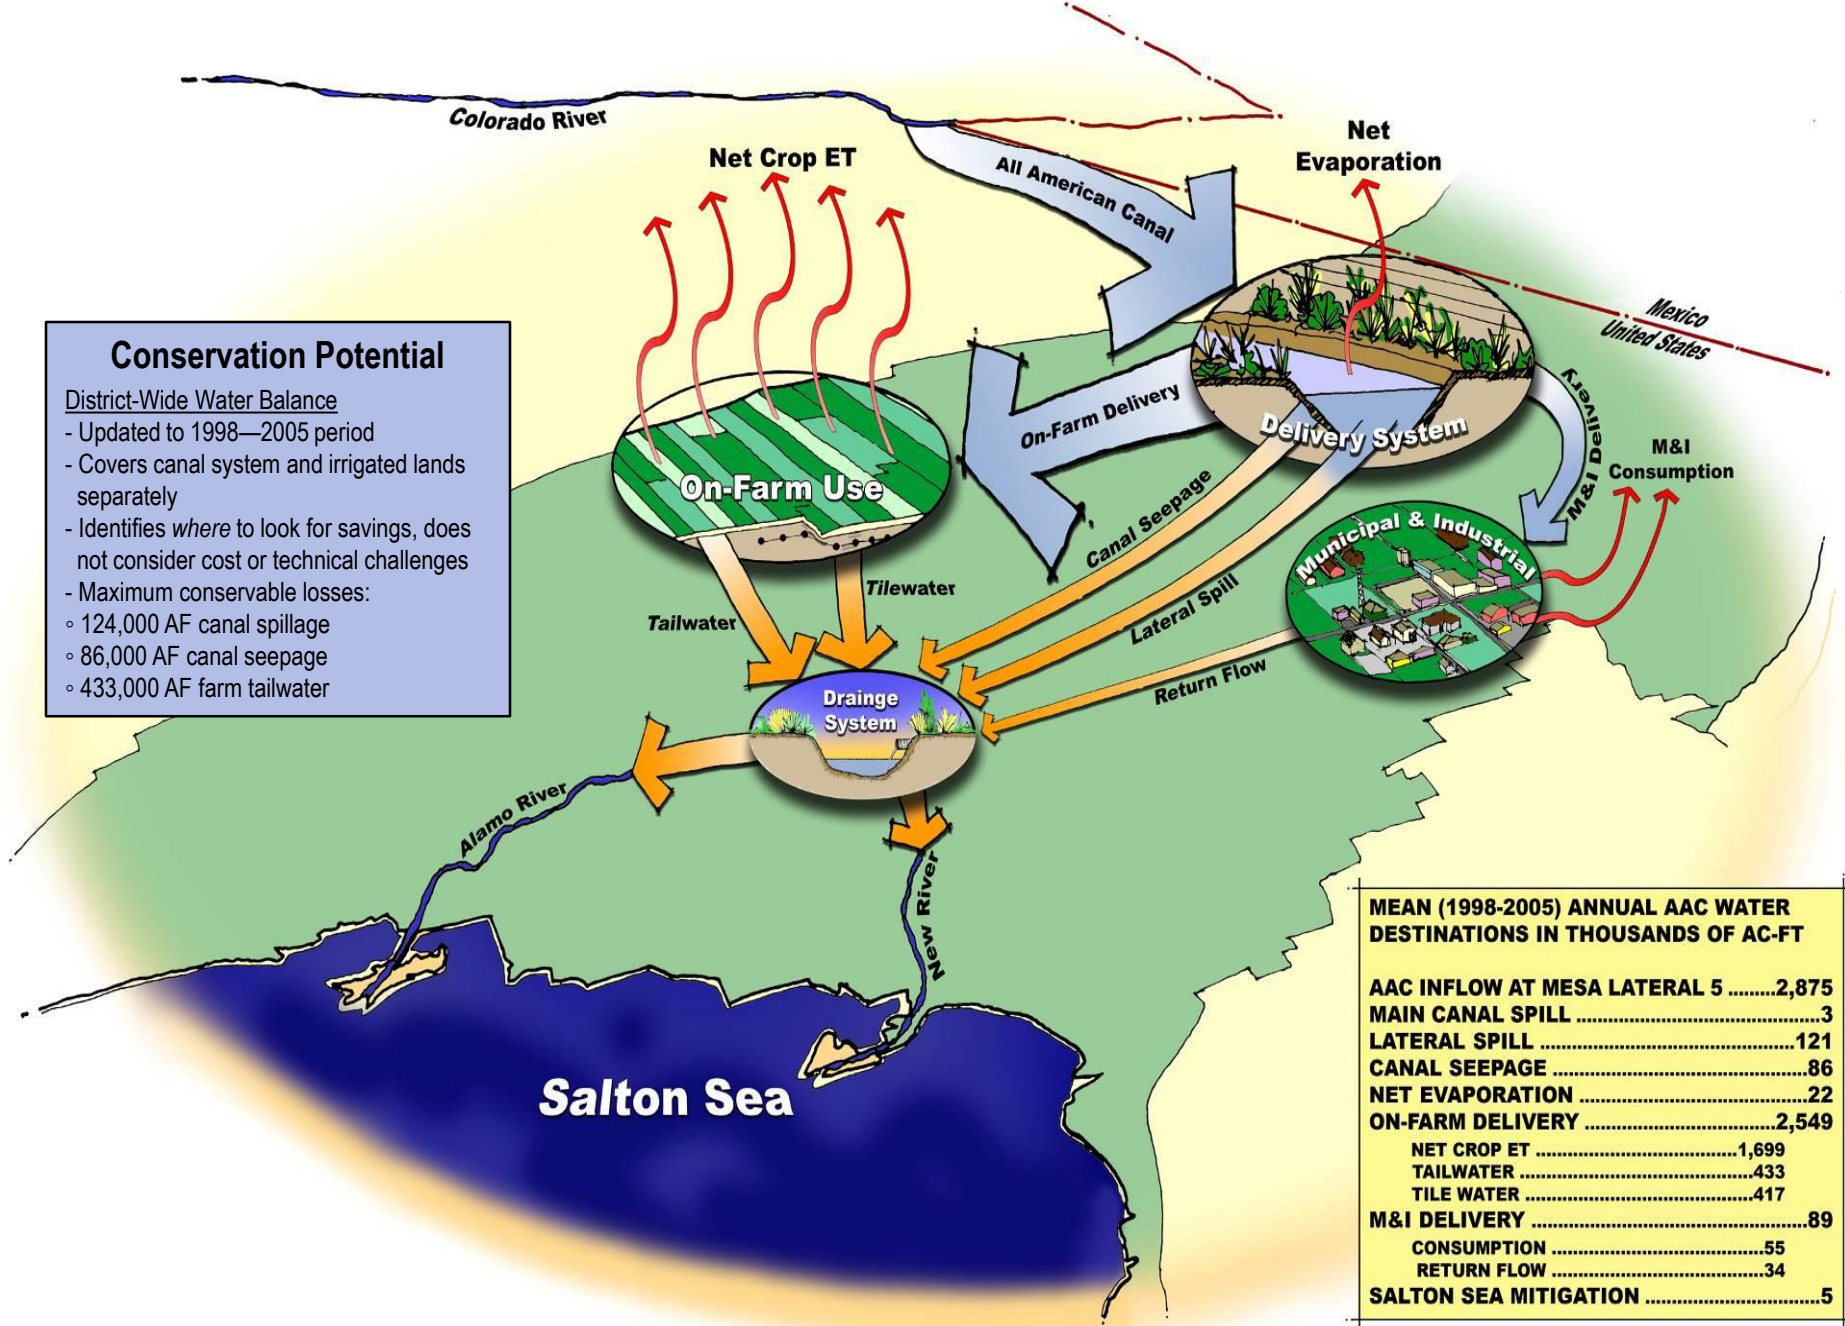 Colorado River
Net Crop ET
All American Canal
Net
Evaporation
Mexico
United States
Conservation Potential
District-Wide Water Balance
- Updated to 1998—2005 period
- Covers canal system and irrigated lands
separately
- Identifies where to look for savings, does
not consider cost or technical challenges
- Maximum conservable losses:
◦ 124,000 AF canal spillage
◦ 86,000 AF canal seepage
◦ 433,000 AF farm tailwater
On-Farm Delivery
Delivery System
M&I Delivery
M&I
Consumption
On-Farm Use
Canal Seepage
Municipal & Industrial
Tilewater
Tailwater
Lateral Spill
Return Flow
Drainge
System
Alamo River
New River
Salton Sea
MEAN (1998-2005) ANNUAL AAC WATER
DESTINATIONS IN THOUSANDS OF AC-FT
AAC INFLOW AT MESA LATERAL 5 .........2,875
MAIN CANAL SPILL ...............................................3
LATERAL SPILL .................................................121
CANAL SEEPAGE .................................................86
NET EVAPORATION ............................................22
ON-FARM DELIVERY .....................................2,549
NET CROP ET .......................................1,699
TAILWATER .............................................433
TILE WATER ............................................417
M&I DELIVERY .....................................................89
CONSUMPTION .........................................55
RETURN FLOW .........................................34
SALTON SEA MITIGATION .................................5